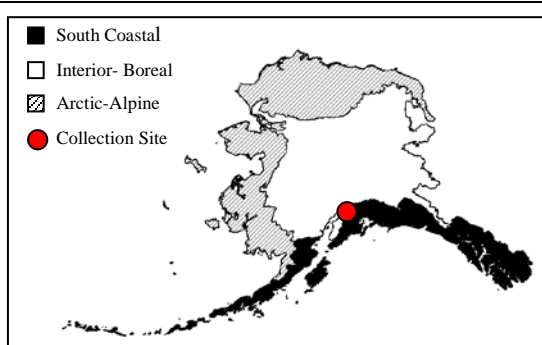 South Coastal
Interior- Boreal
Arctic-Alpine
Collection Site